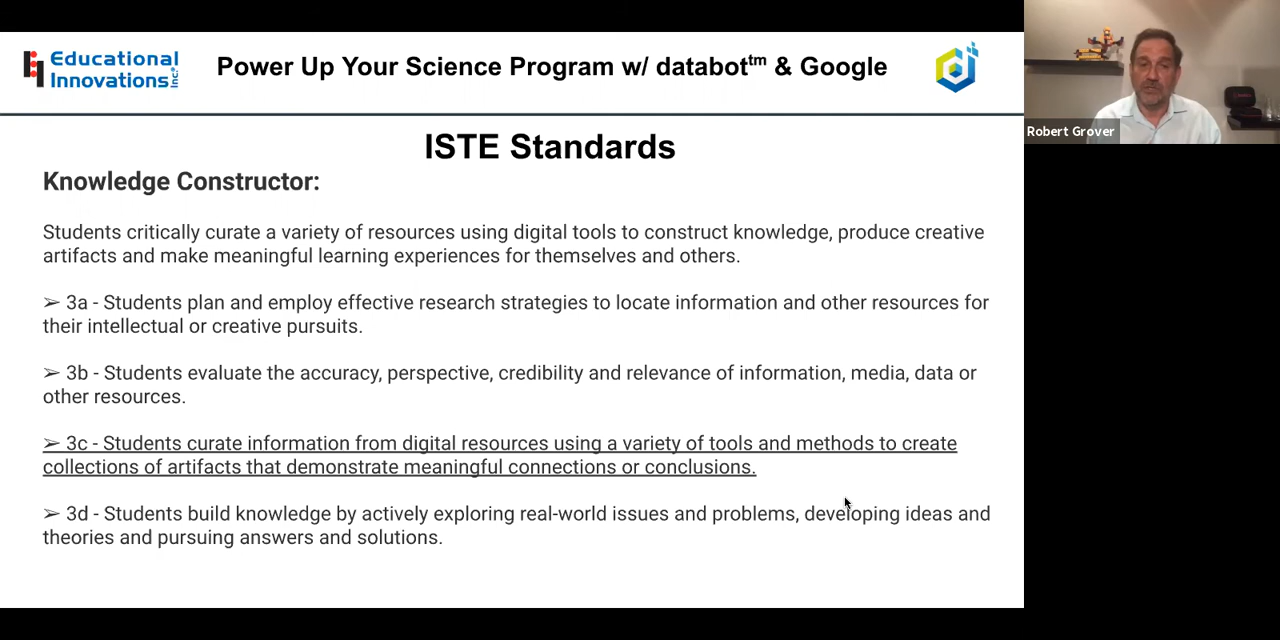 Educational
Innovations Inc®
Power Up Your Science Program w/ databot™ & Google
ISTE Standards
Knowledge Constructor:
Students critically curate a variety of resources using digital tools to construct knowledge, produce creative
artifacts and make meaningful learning experiences for themselves and others.
➢ 3a - Students plan and employ effective research strategies to locate information and other resources for
their intellectual or creative pursuits.
➢ 3b - Students evaluate the accuracy, perspective, credibility and relevance of information, media, data or
other resources.
➢ 3c - Students curate information from digital resources using a variety of tools and methods to create
collections of artifacts that demonstrate meaningful connections or conclusions.
➢ 3d - Students build knowledge by actively exploring real-world issues and problems, developing ideas and
theories and pursuing answers and solutions.
Robert Grover